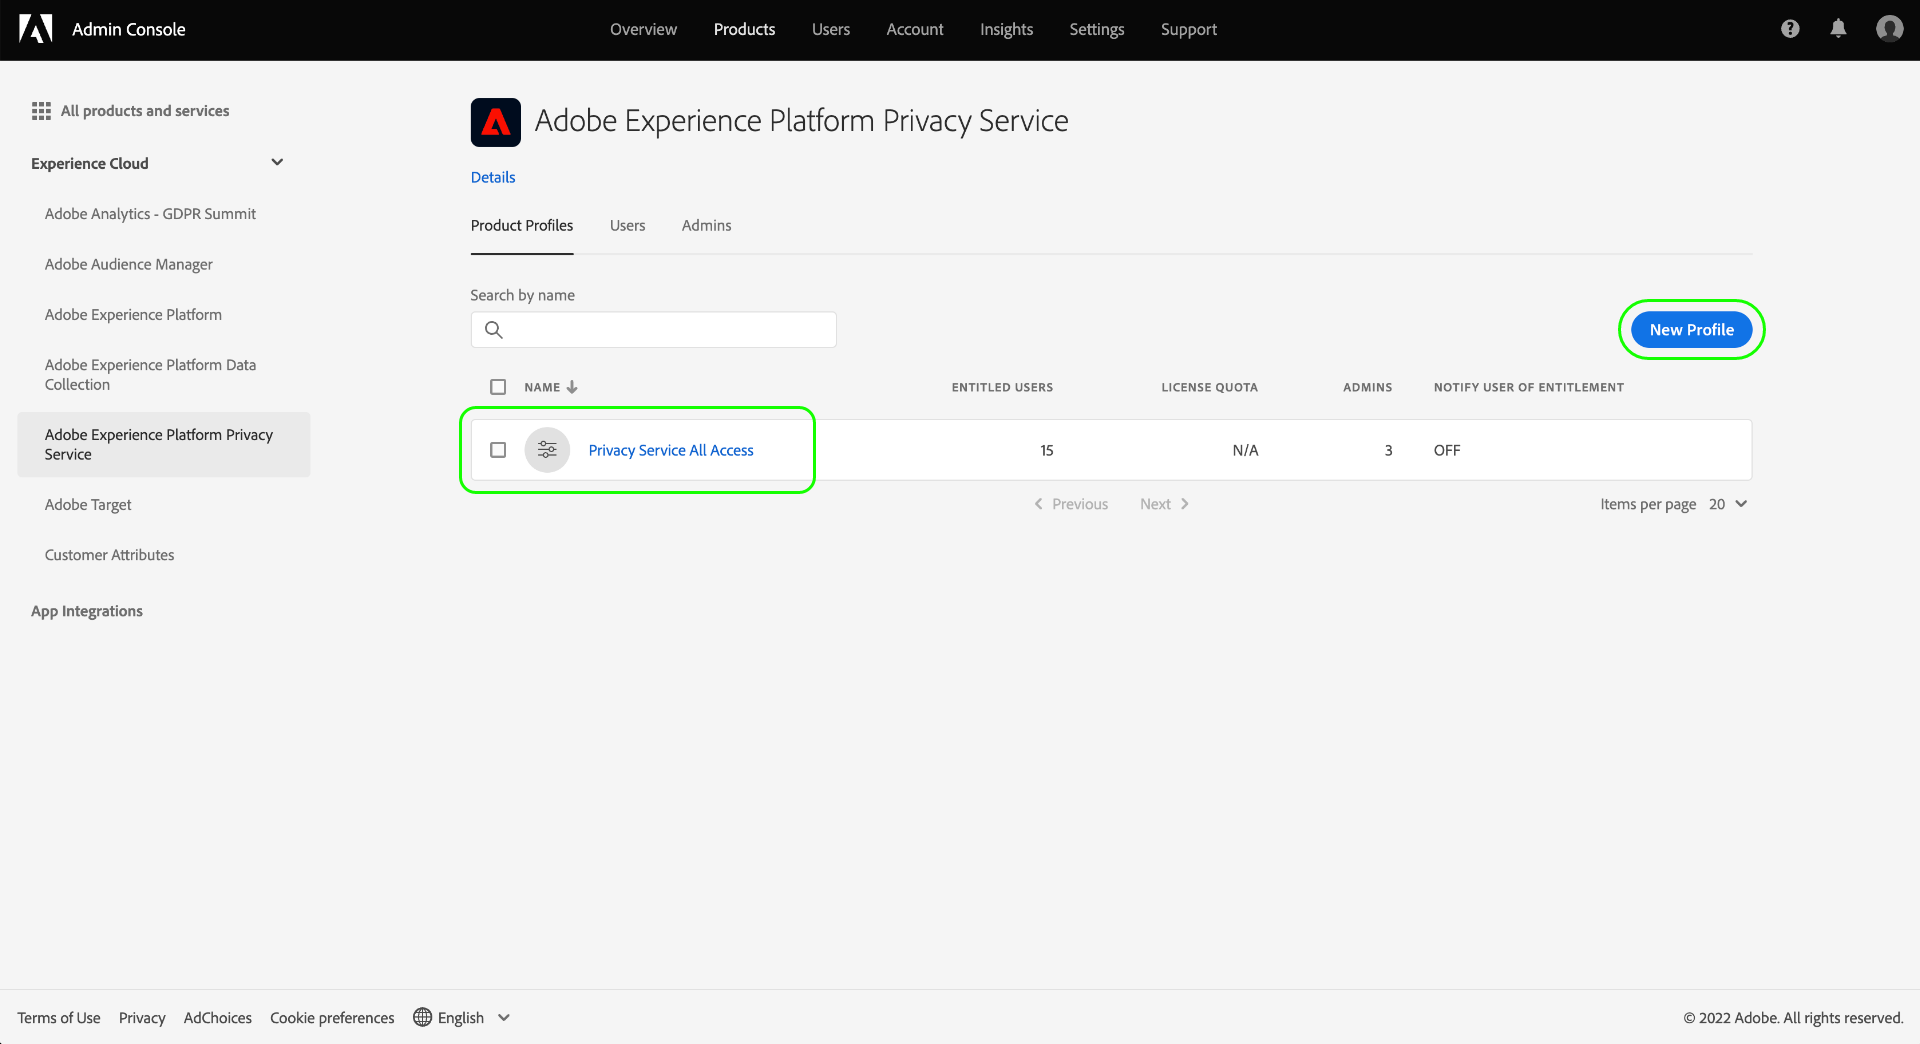 Admin Console
Overview
Products
Users
Account
Insights
Settings
Support
All products and services
Experience Cloud
Adobe Analytics - GDPR Summit
Adobe Audience Manager
Adobe Experience Platform
Adobe Experience Platform Data
Collection
Adobe Experience Platform Privacy
Service
Adobe Target
Customer Attributes
App Integrations
Adobe Experience Platform Privacy Service
Details
Product Profiles
Users
Admins
Search by name
New Profile
NAME
ENTITLED USERS
LICENSE QUOTA
ADMINS
NOTIFY USER OF ENTITLEMENT
Privacy Service All Access
15
N/A
3
OFF
Previous
Next
Items per page 20
Terms of Use
Privacy
AdChoices
Cookie preferences
English
© 2022 Adobe. All rights reserved.